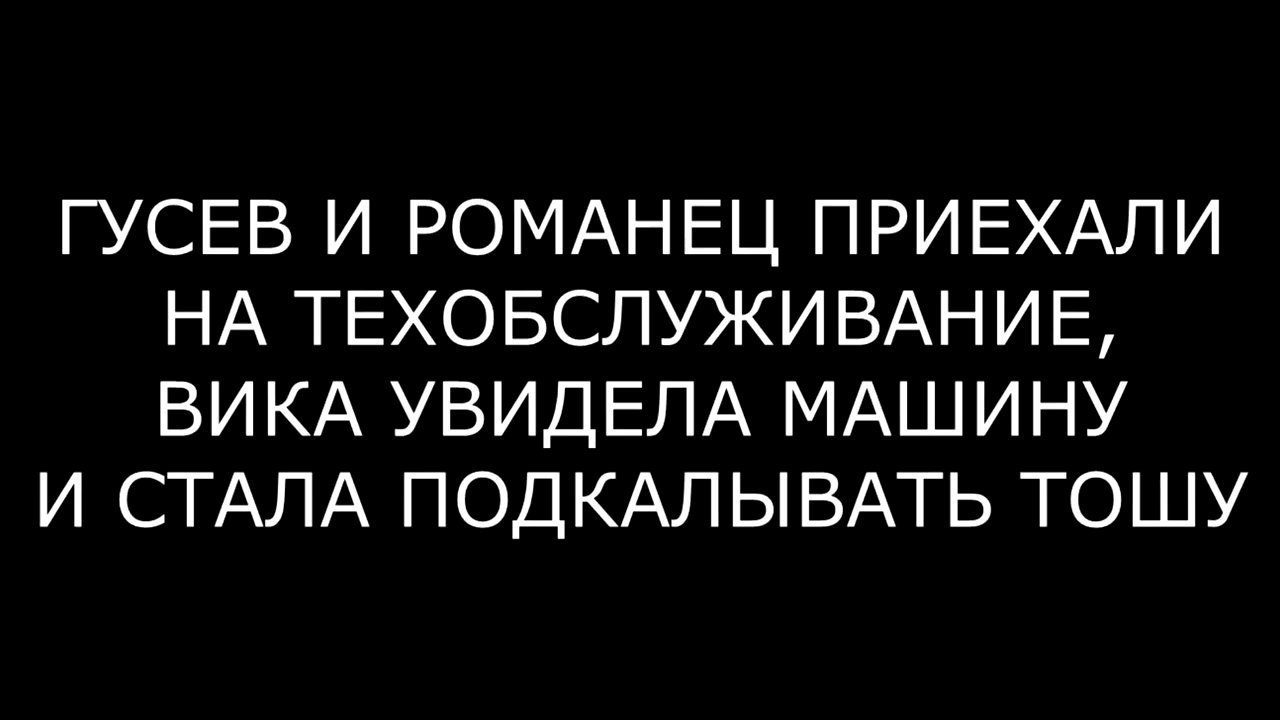 ГУСЕВ И РОМАНЕЦ ПРИЕХАЛИ
НА ТЕХОБСЛУЖИВАНИЕ,
ВИКА УВИДЕЛА МАШИНУ
И СТАЛА ПОДКАЛЫВАТЬ ТОШУ